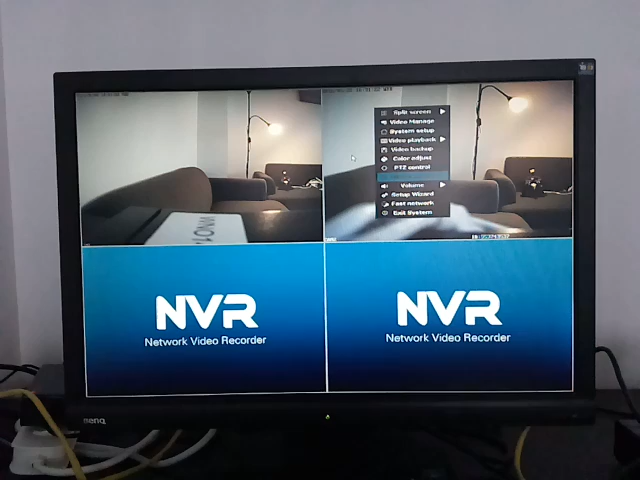 Split screen
Video Manage
System setup
Video playback
Video backup
Color adjust
PTZ control
Volume
Setup Wizard
Fast network
Exit System
NVR
Network Video Recorder
NVR
Network Video Recorder
BenQ